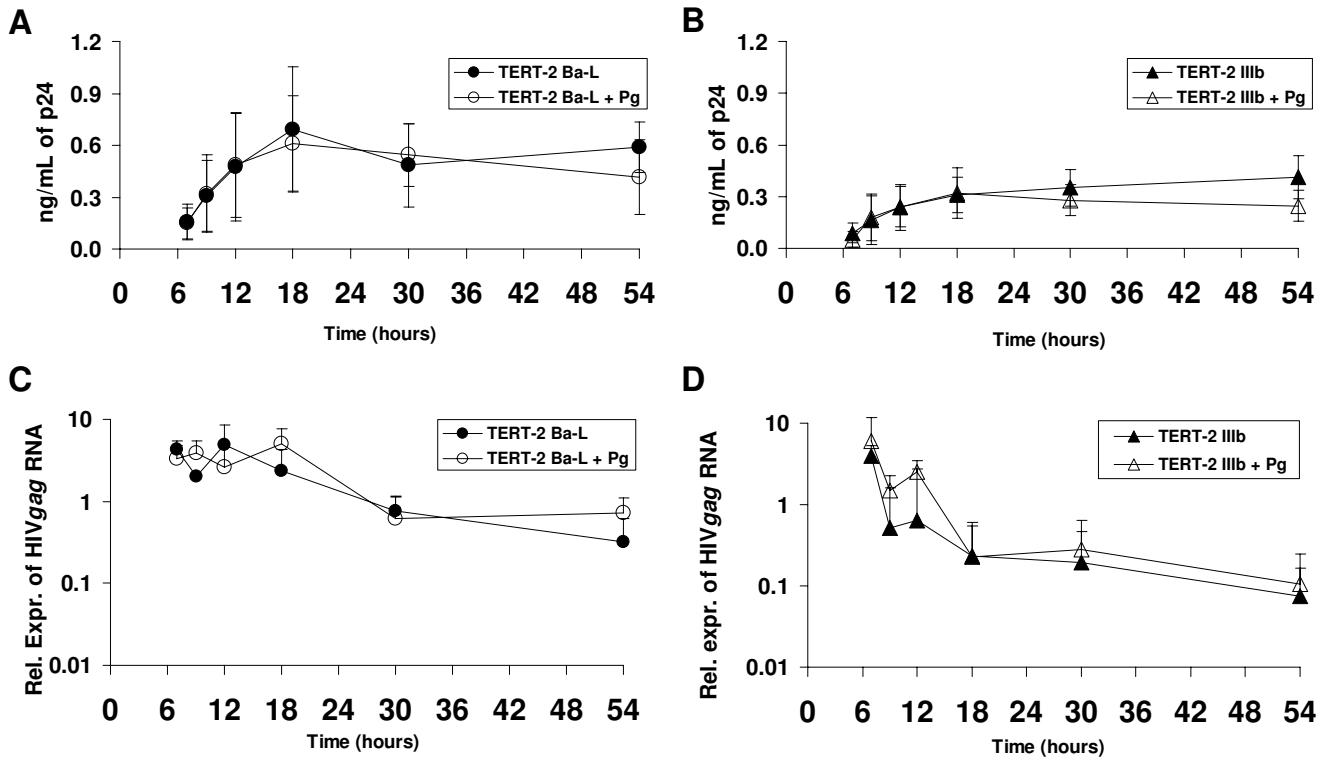 A
1.2
0.9
0.6
0.3
0.0
ng/mL of p24
TERT-2 Ba-L
TERT-2 Ba-L + Pg
0 6 12 18 24 30 36 42 48 54
Time (hours)
B
1.2
0.9
0.6
0.3
0.0
ng/mL of p24
TERT-2 IIIb
TERT-2 IIIb + Pg
0 6 12 18 24 30 36 42 48 54
Time (hours)
C
10
1
0.1
0.01
Rel. Expr. of HIVgag RNA
TERT-2 Ba-L
TERT-2 Ba-L + Pg
0 6 12 18 24 30 36 42 48 54
Time (hours)
D
10
1
0.1
0.01
Rel. expr. of HIVgag RNA
TERT-2 IIIb
TERT-2 IIIb + Pg
0 6 12 18 24 30 36 42 48 54
Time (hours)